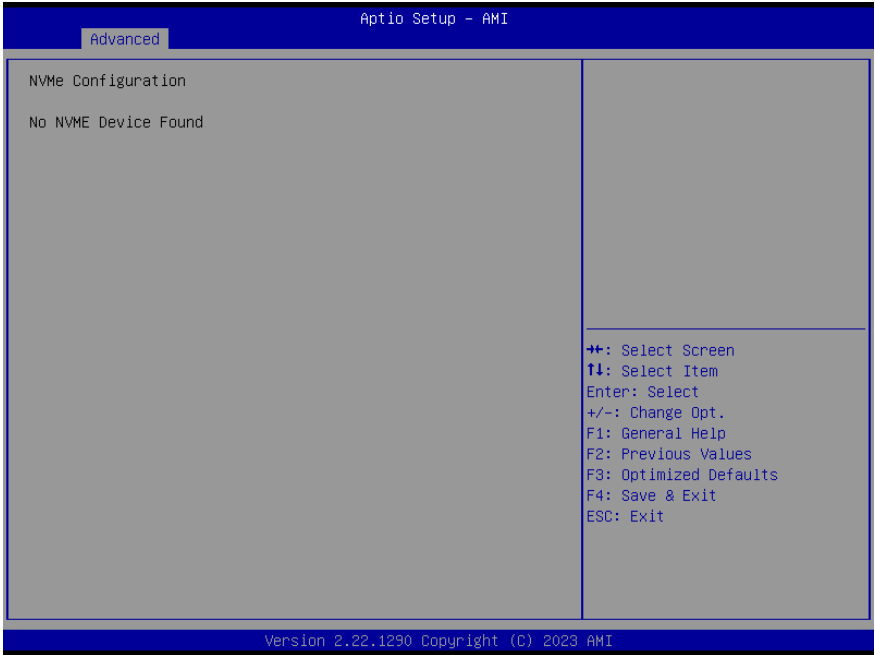 Aptio Setup – AMI
Advanced
NVMe Configuration
No NVME Device Found
→←: Select Screen
↑↓: Select Item
Enter: Select
+/-: Change Opt.
F1: General Help
F2: Previous Values
F3: Optimized Defaults
F4: Save & Exit
ESC: Exit
Version 2.22.1290 Copyright (C) 2023 AMI